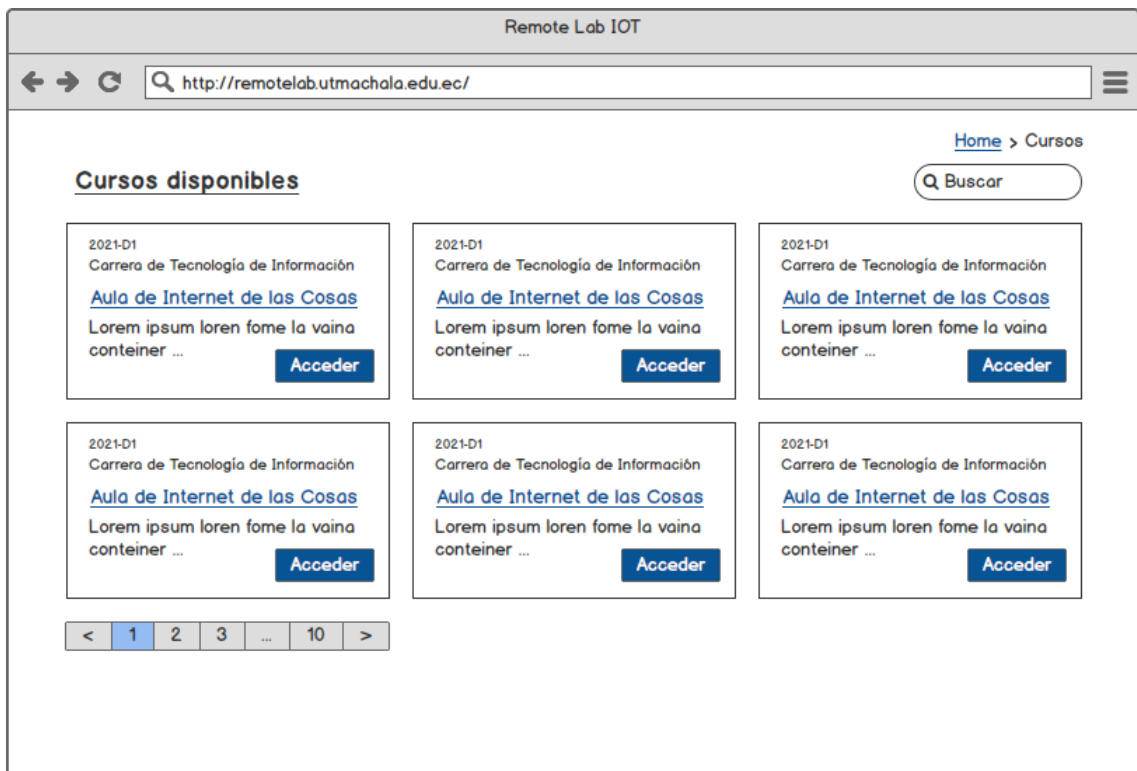 Remote Lab IOT
http://remotelab.utmachala.edu.ec/
Home > Cursos
Cursos disponibles
Buscar
2021-D1
Carrera de Tecnología de Información
Aula de Internet de las Cosas
Lorem ipsum loren fome la vaina
conteiner ...
Acceder
2021-D1
Carrera de Tecnología de Información
Aula de Internet de las Cosas
Lorem ipsum loren fome la vaina
conteiner ...
Acceder
2021-D1
Carrera de Tecnología de Información
Aula de Internet de las Cosas
Lorem ipsum loren fome la vaina
conteiner ...
Acceder
2021-D1
Carrera de Tecnología de Información
Aula de Internet de las Cosas
Lorem ipsum loren fome la vaina
conteiner ...
Acceder
2021-D1
Carrera de Tecnología de Información
Aula de Internet de las Cosas
Lorem ipsum loren fome la vaina
conteiner ...
Acceder
2021-D1
Carrera de Tecnología de Información
Aula de Internet de las Cosas
Lorem ipsum loren fome la vaina
conteiner ...
Acceder
< 1 2 3 ... 10 >